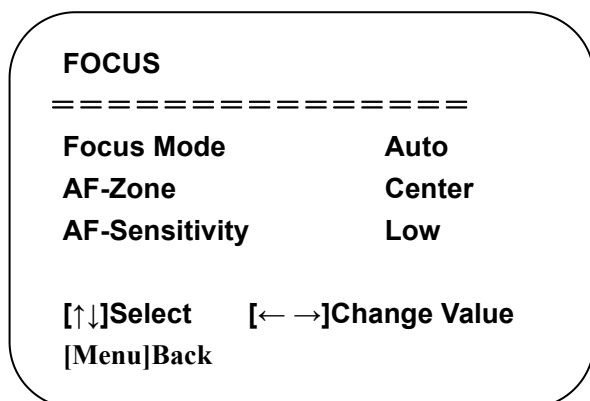 FOCUS
===============
Focus Mode Auto
AF-Zone Center
AF-Sensitivity Low
[↑↓]Select [← →]Change Value
[Menu]Back